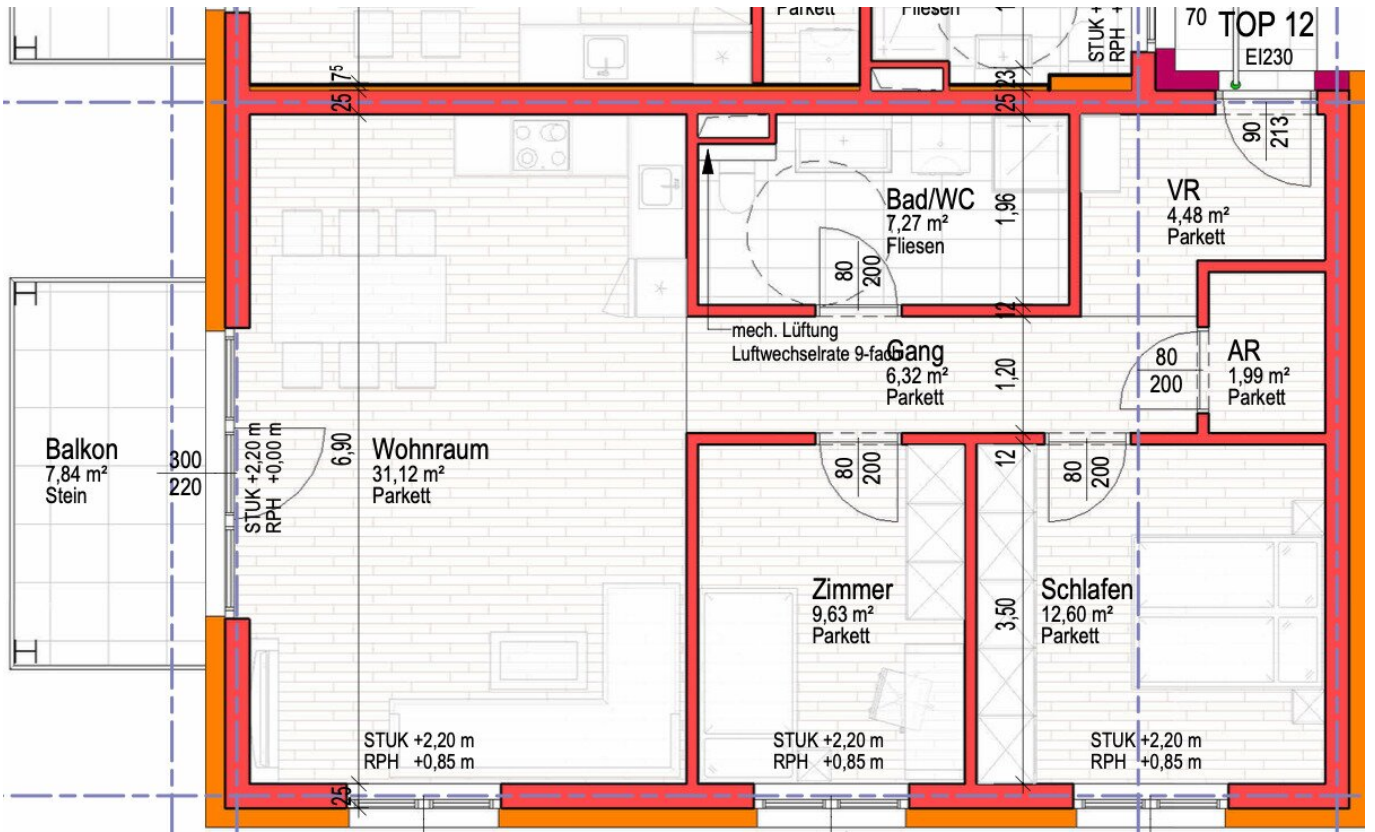 Parkett
Fliesen
STUK +
RPH +
70
TOP 12
EI230
7⁵
25
23
25
90
213
VR
4,48 m²
Parkett
Bad/WC
7,27 m²
Fliesen
1,96
80
200
12
mech. Lüftung
Luftwechselrate 9-fach
Gang
6,32 m²
Parkett
1,20
80
200
AR
1,99 m²
Parkett
Balkon
7,84 m²
Stein
300
220
STUK +2,20 m
RPH +0,00 m
6,90
Wohnraum
31,12 m²
Parkett
80
200
12
80
200
Zimmer
9,63 m²
Parkett
3,50
Schlafen
12,60 m²
Parkett
STUK +2,20 m
RPH +0,85 m
STUK +2,20 m
RPH +0,85 m
STUK +2,20 m
RPH +0,85 m
25